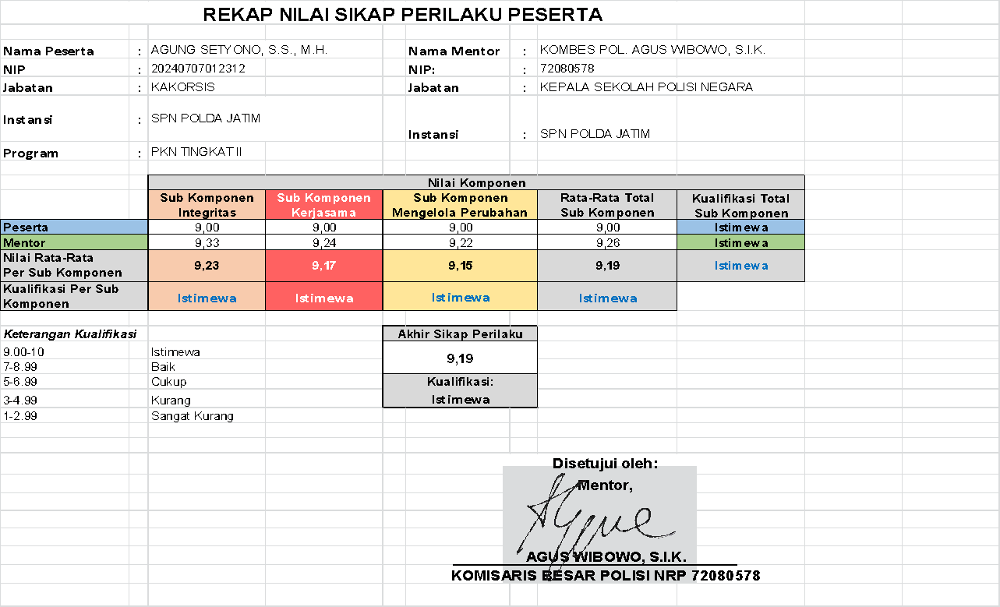 REKAP NILAI SIKAP PERILAKU PESERTA
Nama Peserta : AGUNG SETYONO, S.S., M.H. Nama Mentor : KOMBES POL. AGUS WIBOWO, S.I.K.
NIP : 20240707012312 NIP: : 72080578
Jabatan : KAKORSIS Jabatan : KEPALA SEKOLAH POLISI NEGARA
Instansi : SPN POLDA JATIM
Instansi : SPN POLDA JATIM
Program : PKN TINGKAT II
Nilai Komponen
Sub Komponen Integritas Sub Komponen Kerjasama Sub Komponen Mengelola Perubahan Rata-Rata Total Sub Komponen Kualifikasi Total Sub Komponen
Peserta 9,00 9,00 9,00 9,00 Istimewa
Mentor 9,33 9,24 9,22 9,26 Istimewa
Nilai Rata-Rata Per Sub Komponen 9,23 9,17 9,15 9,19 Istimewa
Kualifikasi Per Sub Komponen Istimewa Istimewa Istimewa Istimewa
Keterangan Kualifikasi Akhir Sikap Perilaku
9.00-10 Istimewa 9,19
7-8.99 Baik
5-6.99 Cukup Kualifikasi:
3-4.99 Kurang Istimewa
1-2.99 Sangat Kurang
Disetujui oleh:
Mentor,
AGUS WIBOWO, S.I.K.
KOMISARIS BESAR POLISI NRP 72080578